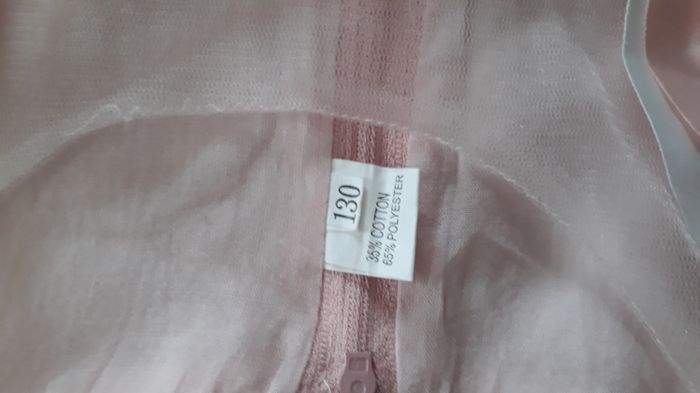 130
35% COTTON
65% POLYESTER